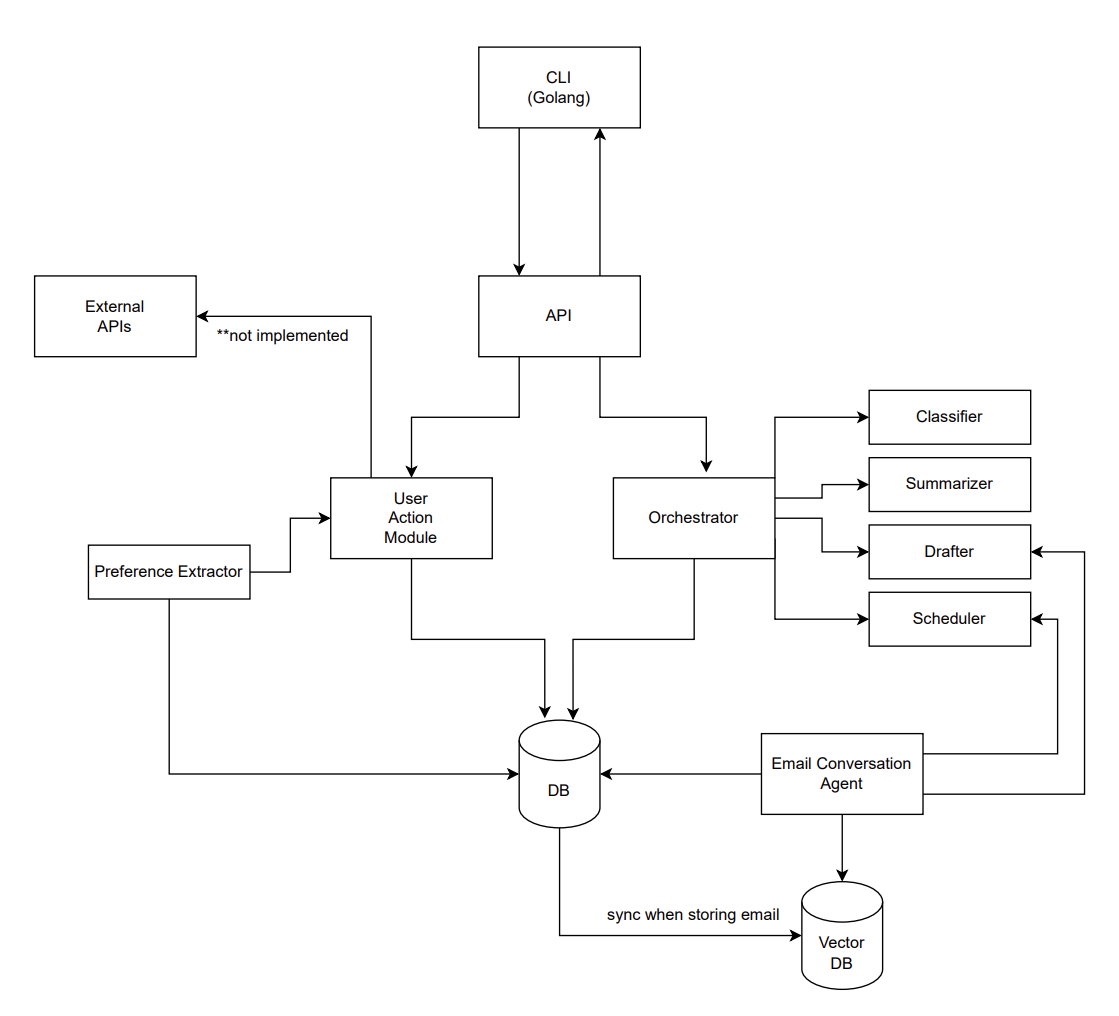 CLI
(Golang)
External
APIs
**not implemented
API
Classifier
Summarizer
User
Action
Module
Orchestrator
Drafter
Preference Extractor
Scheduler
Email Conversation
Agent
DB
sync when storing email
Vector
DB